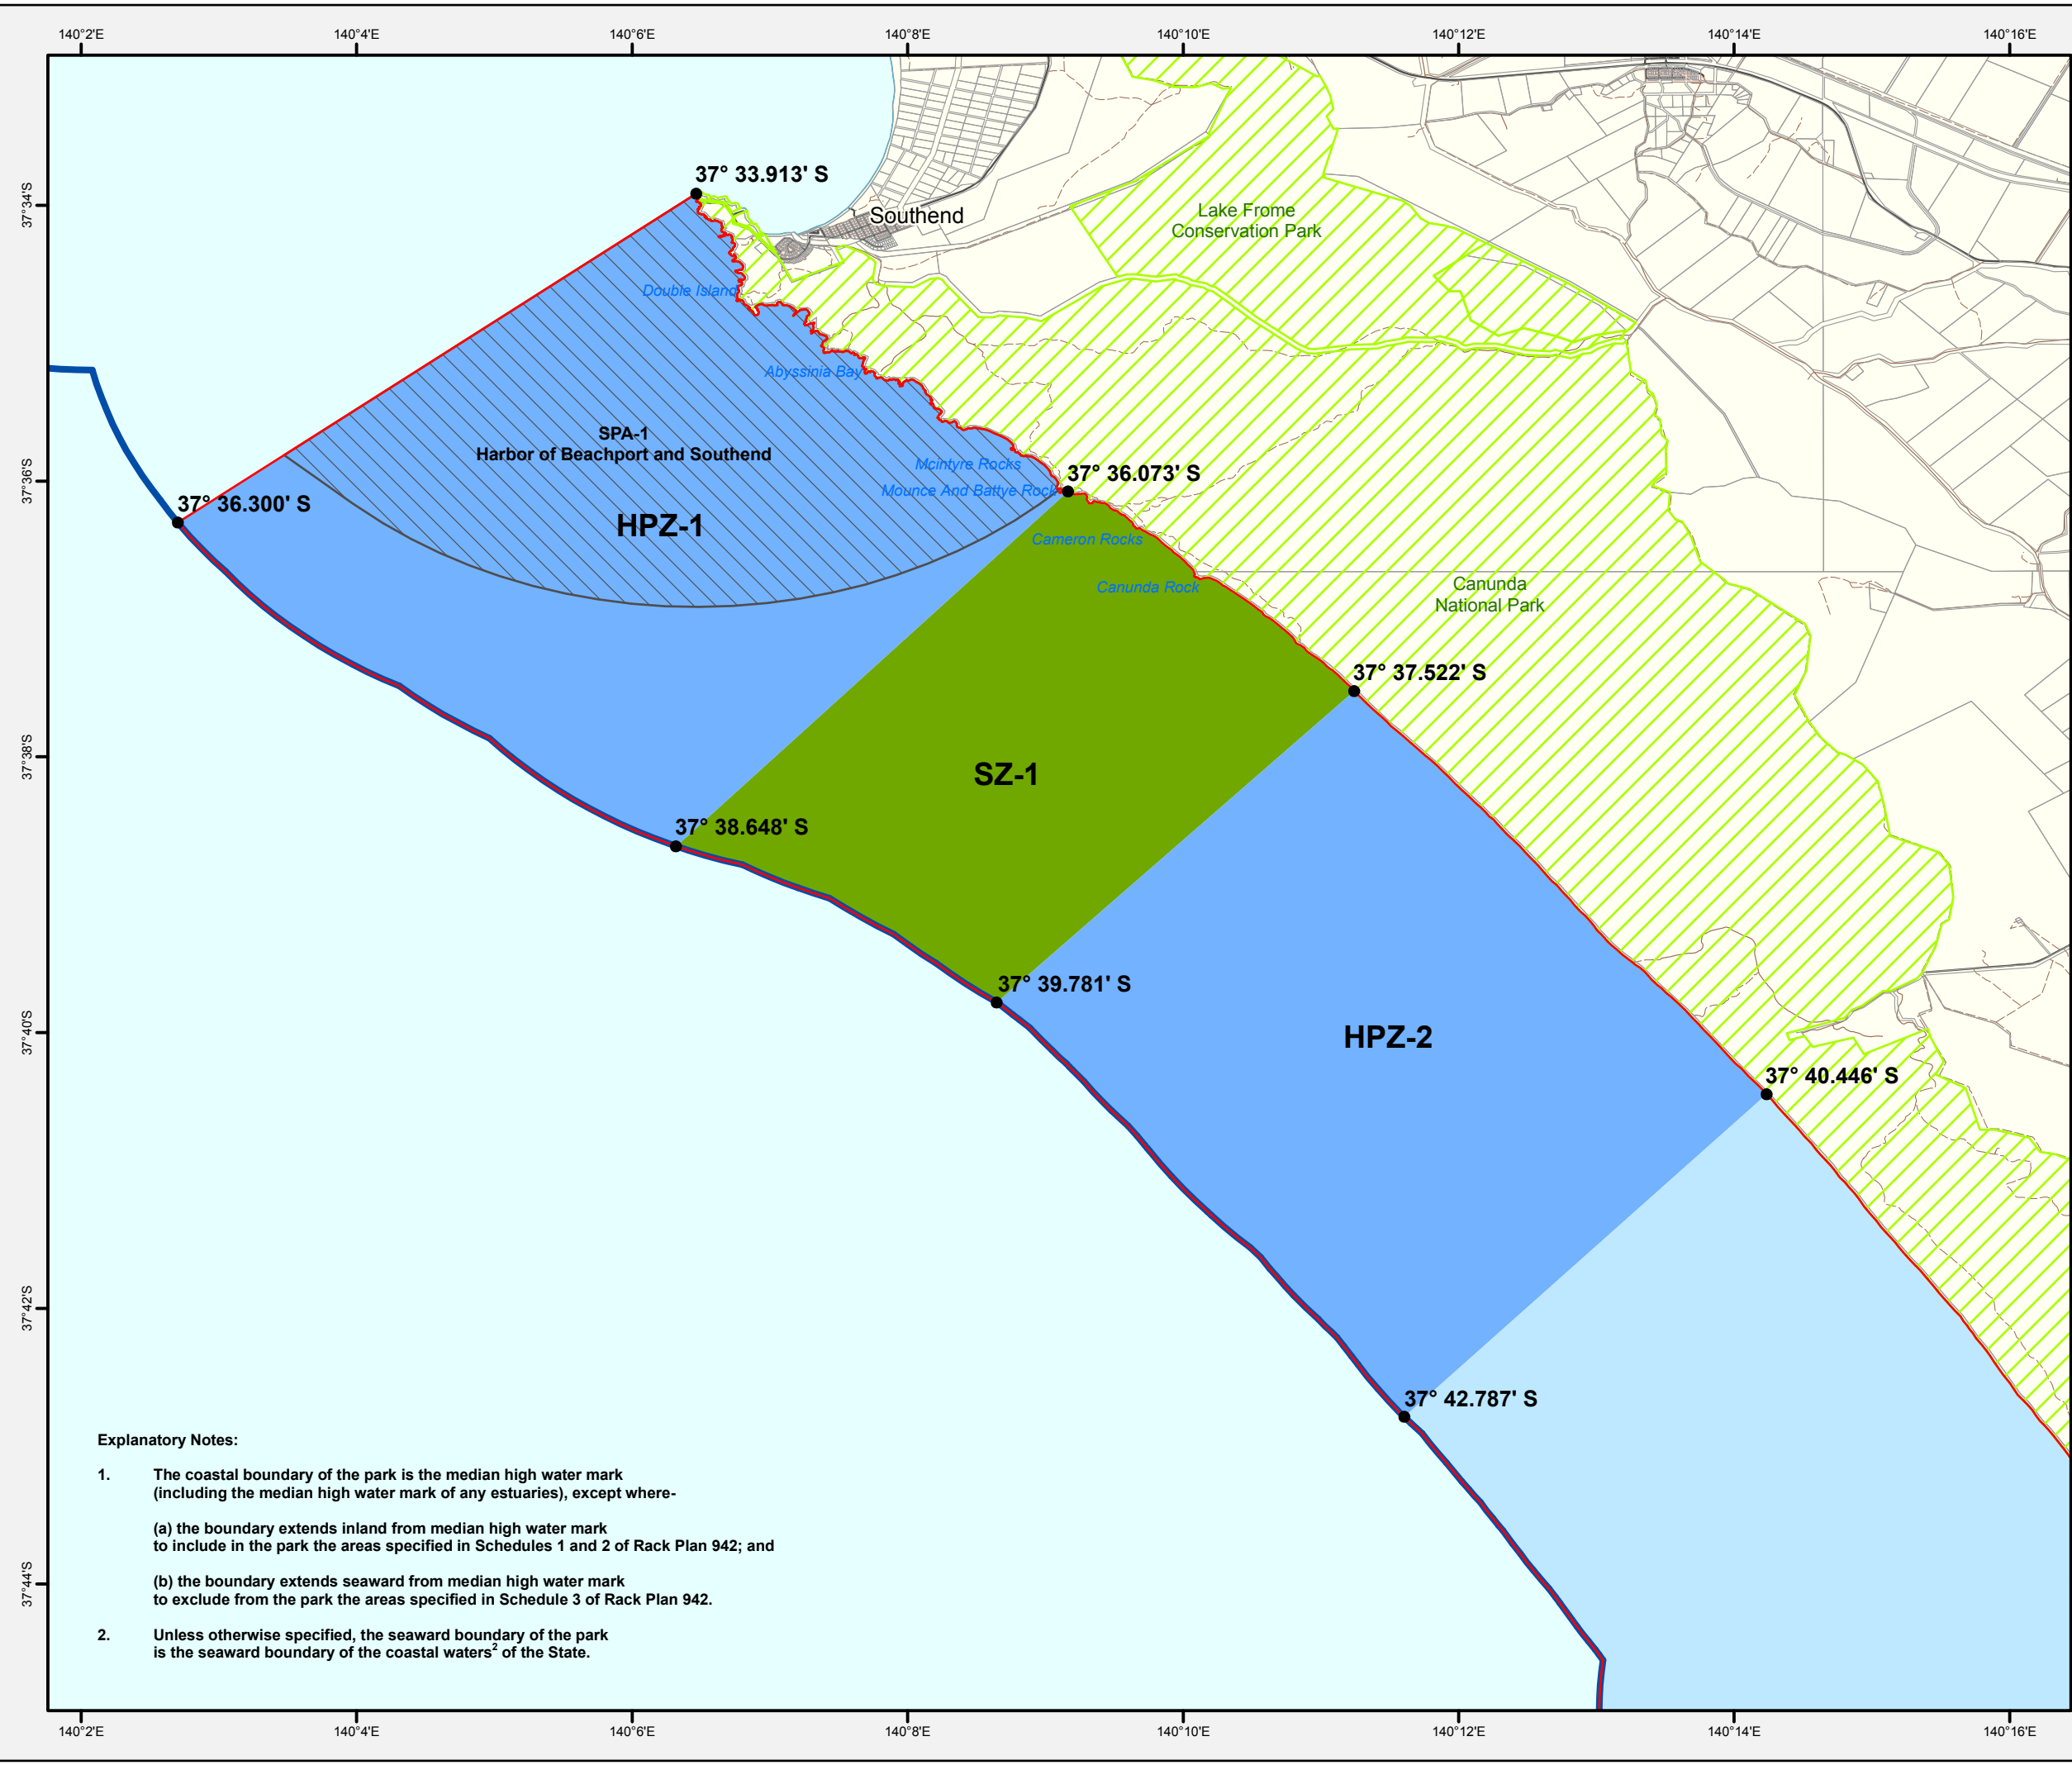 140°2'E 140°4'E 140°6'E 140°8'E 140°10'E 140°12'E 140°14'E 140°16'E
37°34'S
37°36'S
37°38'S
37°40'S
37°42'S
37°44'S
37° 33.913' S
Southend
Lake Frome
Conservation Park
Double Island
Abyssinia Bay
SPA-1
Harbor of Beachport and Southend
Mcintyre Rocks
37° 36.073' S
Mounce And Battye Rock
37° 36.300' S
HPZ-1
Cameron Rocks
Canunda Rock
Canunda
National Park
37° 37.522' S
SZ-1
37° 38.648' S
37° 39.781' S
HPZ-2
37° 40.446' S
37° 42.787' S
Explanatory Notes:
1. The coastal boundary of the park is the median high water mark
(including the median high water mark of any estuaries), except where-
(a) the boundary extends inland from median high water mark
to include in the park the areas specified in Schedules 1 and 2 of Rack Plan 942; and
(b) the boundary extends seaward from median high water mark
to exclude from the park the areas specified in Schedule 3 of Rack Plan 942.
2. Unless otherwise specified, the seaward boundary of the park
is the seaward boundary of the coastal waters² of the State.
140°2'E 140°4'E 140°6'E 140°8'E 140°10'E 140°12'E 140°14'E 140°16'E